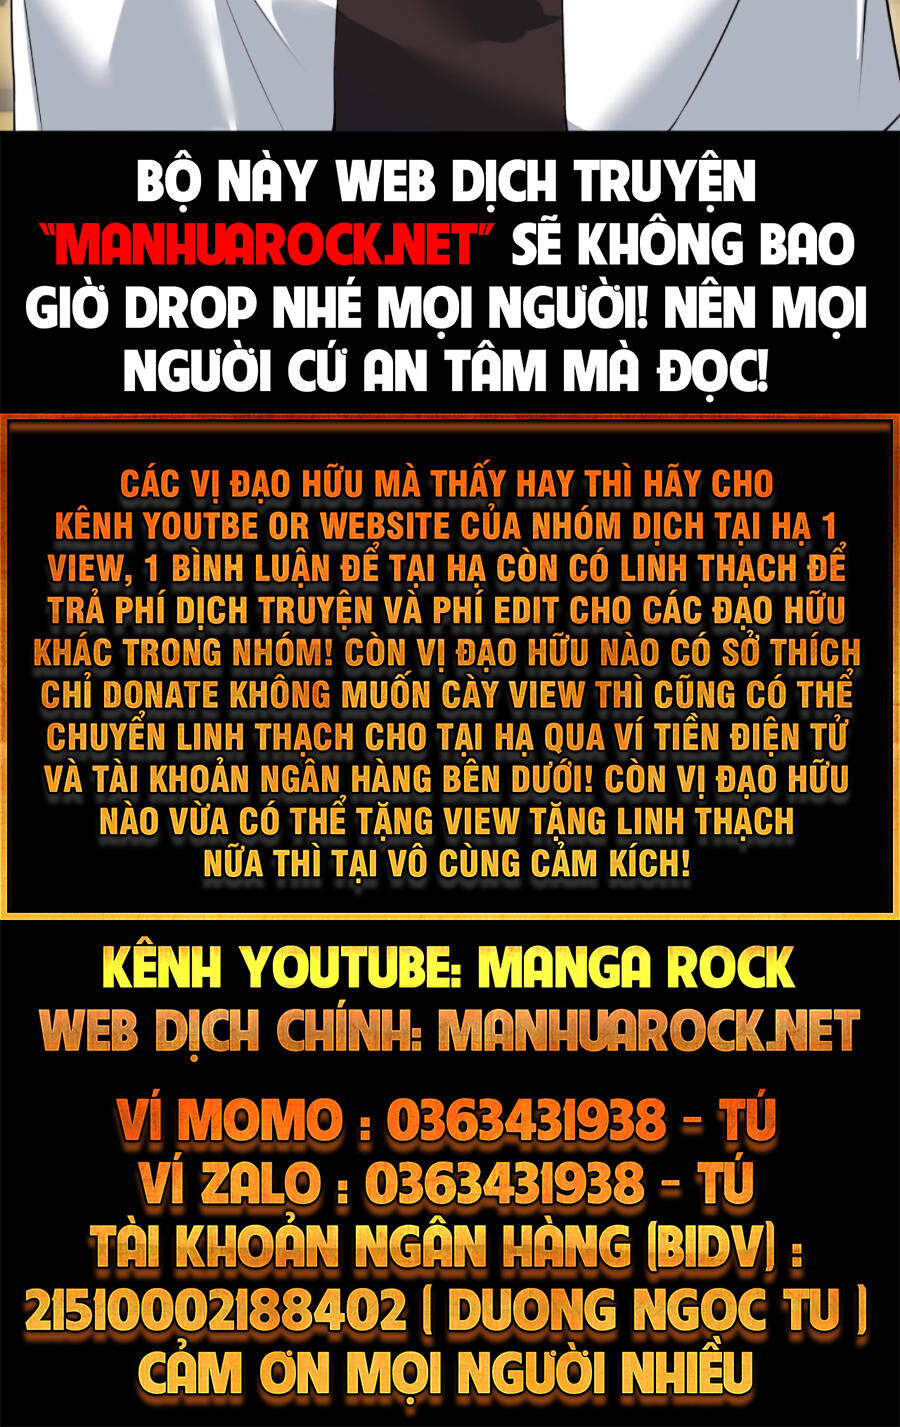 BỘ NÀY WEB DỊCH TRUYỆN
"MANHUAROCK.NET" SẼ KHÔNG BAO
GIỜ DROP NHÉ MỌI NGƯỜI! NÊN MỌI
NGƯỜI CỨ AN TÂM MÀ ĐỌC!
CÁC VỊ ĐẠO HỮU MÀ THẤY HAY THÌ HÃY CHO
KÊNH YOUTBE OR WEBSITE CỦA NHÓM DỊCH TẠI HẠ 1
VIEW, 1 BÌNH LUẬN ĐỂ TẠI HẠ CÒN CÓ LINH THẠCH ĐỂ
TRẢ PHÍ DỊCH TRUYỆN VÀ PHÍ EDIT CHO CÁC ĐẠO HỮU
KHÁC TRONG NHÓM! CÒN VỊ ĐẠO HỮU NÀO CÓ SỞ THÍCH
CHỈ DONATE KHÔNG MUỐN CÀY VIEW THÌ CŨNG CÓ THỂ
CHUYỂN LINH THẠCH CHO TẠI HẠ QUA VÍ TIỀN ĐIỆN TỬ
VÀ TÀI KHOẢN NGÂN HÀNG BÊN DƯỚI! CÒN VỊ ĐẠO HỮU
NÀO VỪA CÓ THỂ TẶNG VIEW TẶNG LINH THẠCH
NỮA THÌ TẠI VÔ CÙNG CẢM KÍCH!
KÊNH YOUTUBE: MANGA ROCK
WEB DỊCH CHÍNH: MANHUAROCK.NET
VÍ MOMO : 0363431938 - TÚ
VÍ ZALO : 0363431938 - TÚ
TÀI KHOẢN NGÂN HÀNG (BIDV) :
21510002188402 ( DUONG NGỌC TU )
CẢM ƠN MỌI NGƯỜI NHIỀU